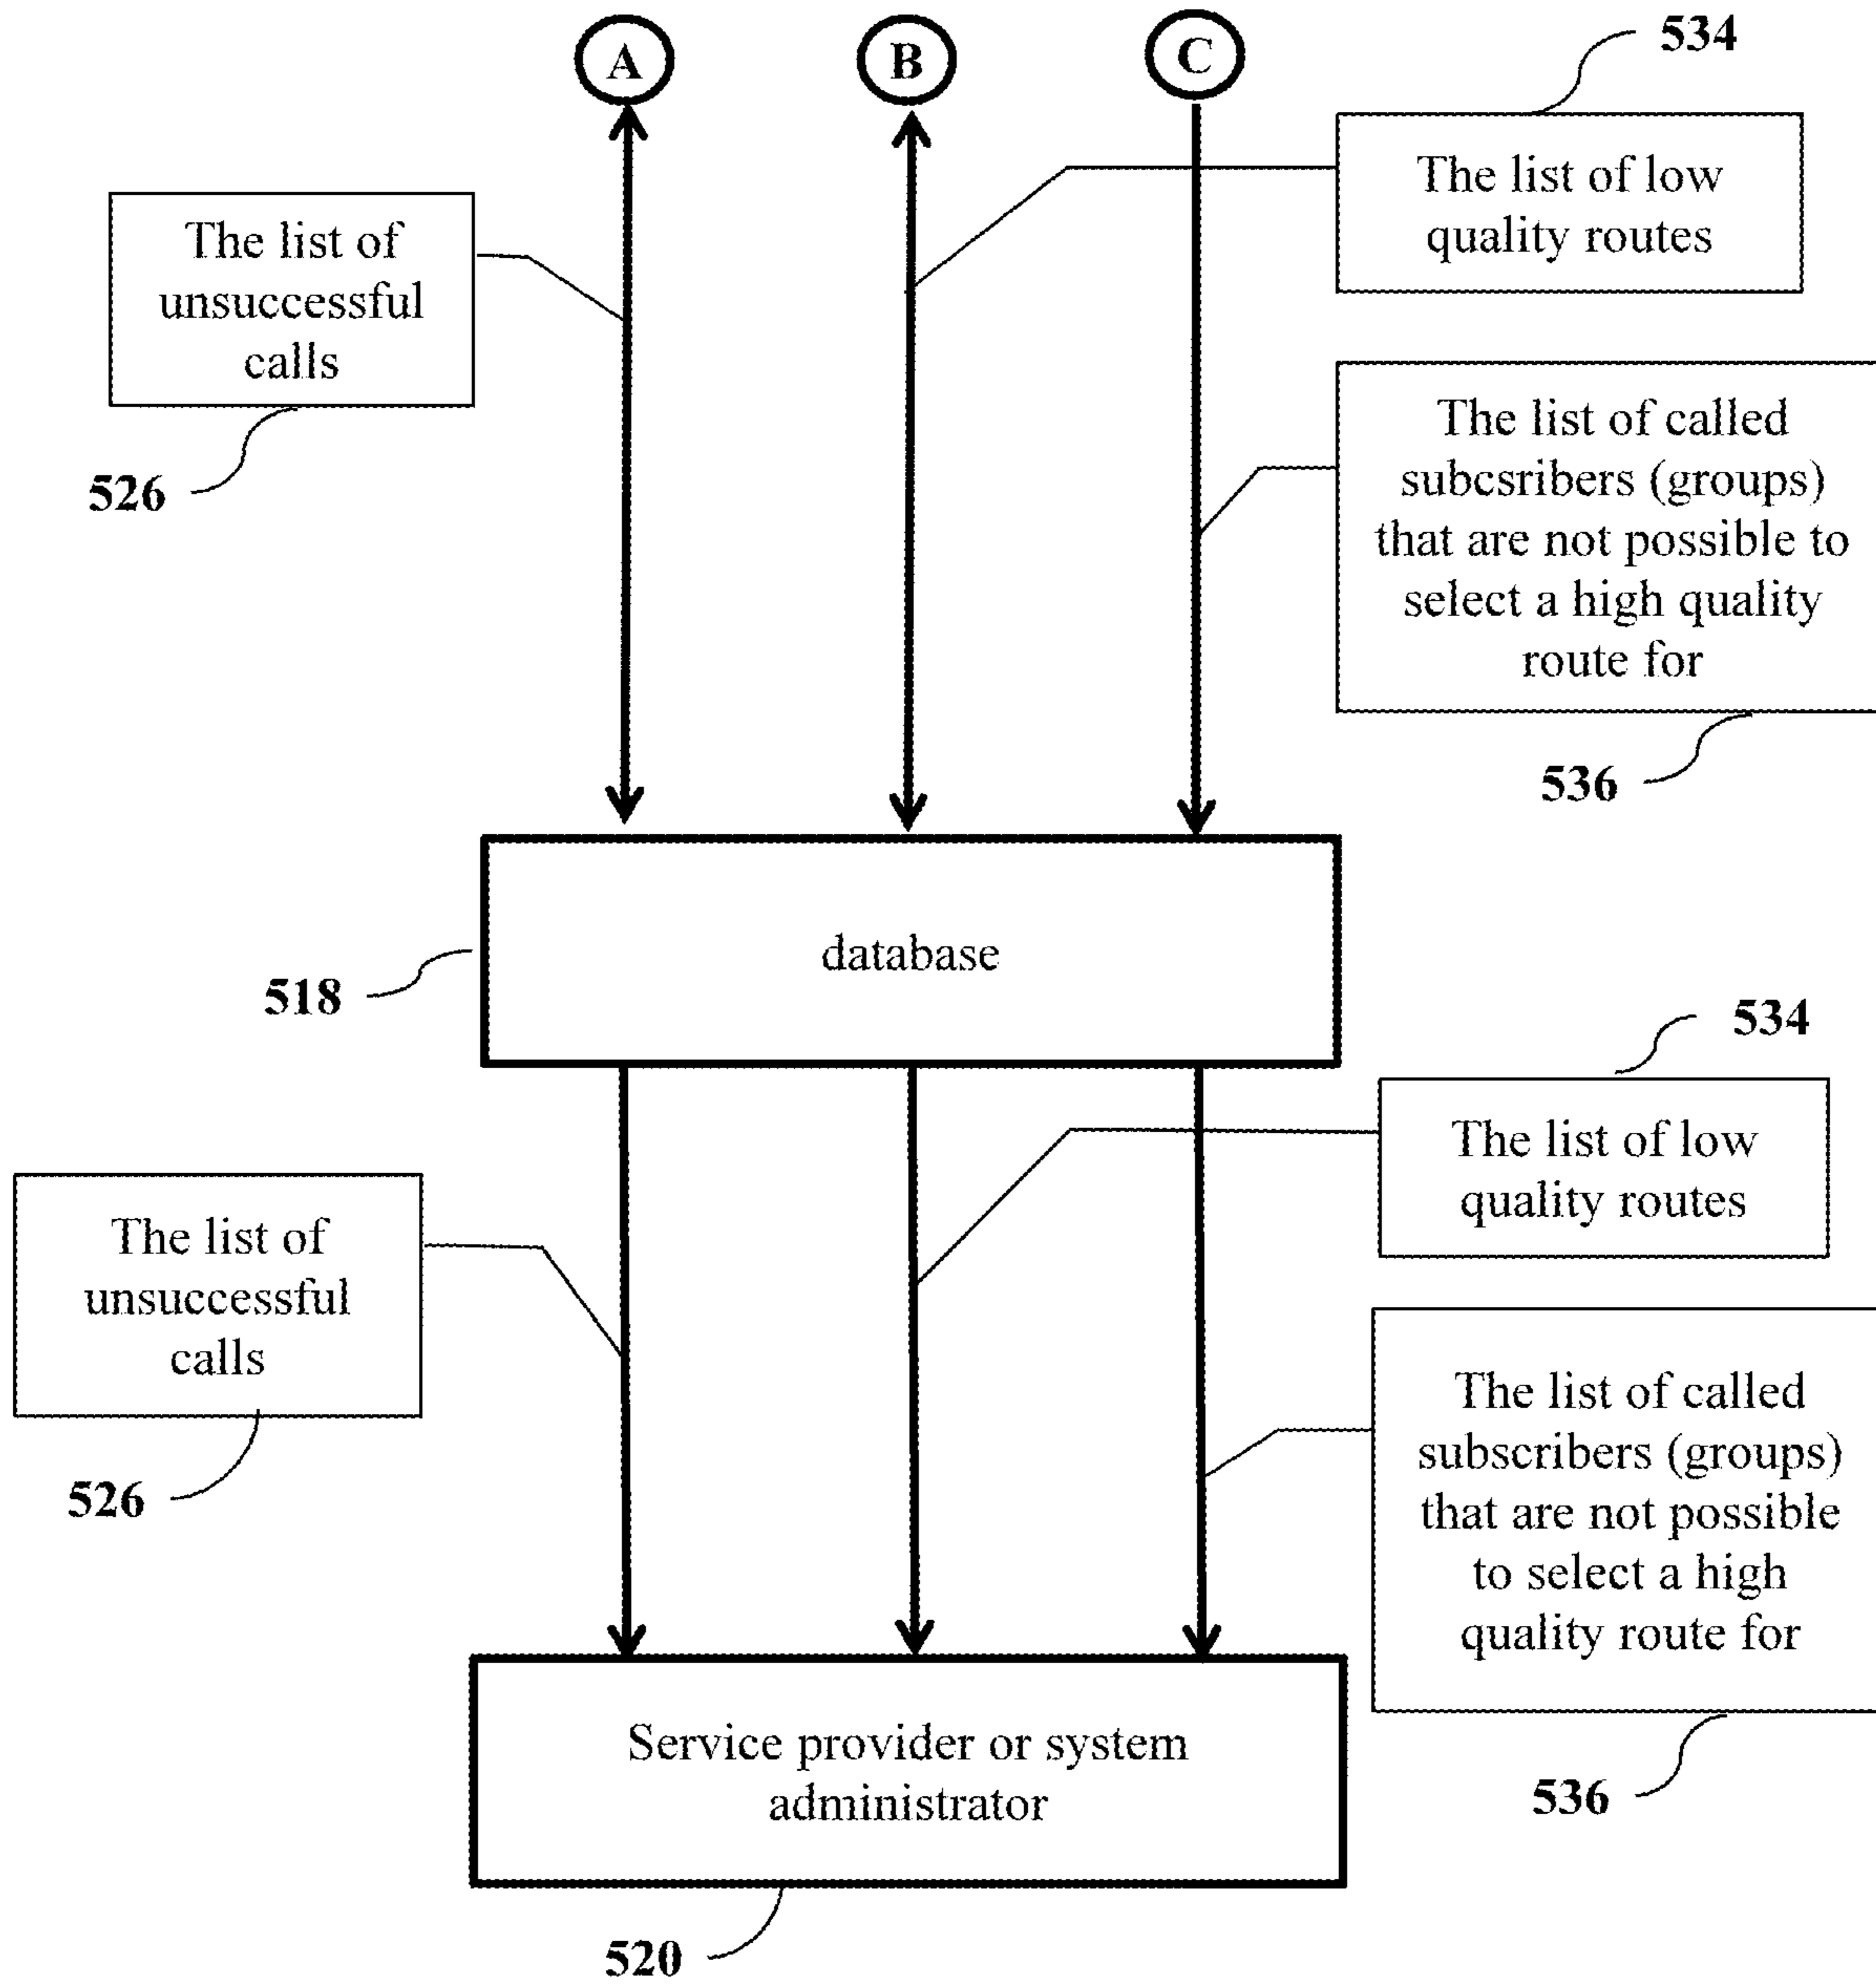 A
B
C
534
The list of low
quality routes
The list of
unsuccessful
calls
526
The list of called
subcsribers (groups)
that are not possible to
select a high quality
route for
536
database
518
534
The list of low
quality routes
The list of
unsuccessful
calls
526
The list of called
subscribers (groups)
that are not possible
to select a high
quality route for
536
Service provider or system
administrator
520